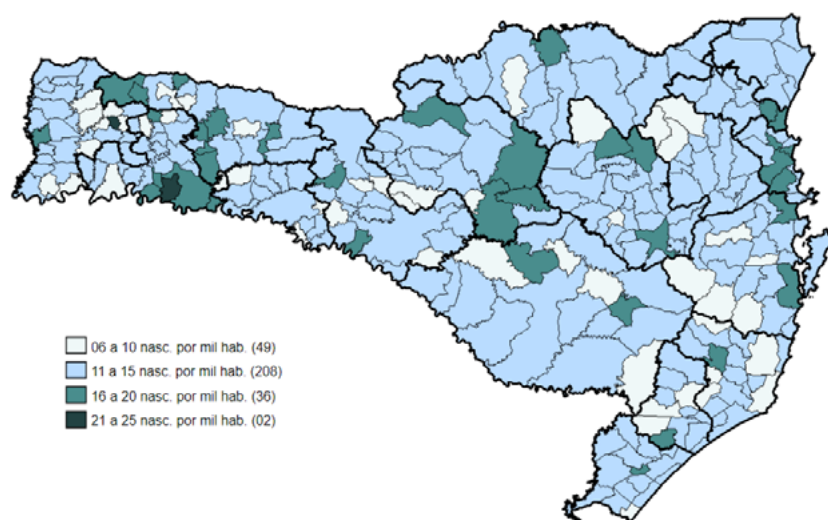 06 a 10 nasc. por mil hab. (49)
11 a 15 nasc. por mil hab. (208)
16 a 20 nasc. por mil hab. (36)
21 a 25 nasc. por mil hab. (02)